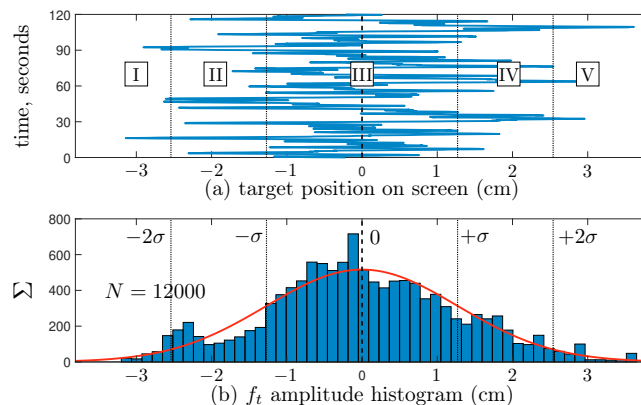 120
90
60
30
0
time, seconds
I
II
III
IV
V
−3
−2
−1
0
1
2
3
(a) target position on screen (cm)
800
600
400
200
0
Σ
−2σ
−σ
0
+σ
+2σ
N = 12000
−3
−2
−1
0
1
2
3
(b) f_t amplitude histogram (cm)